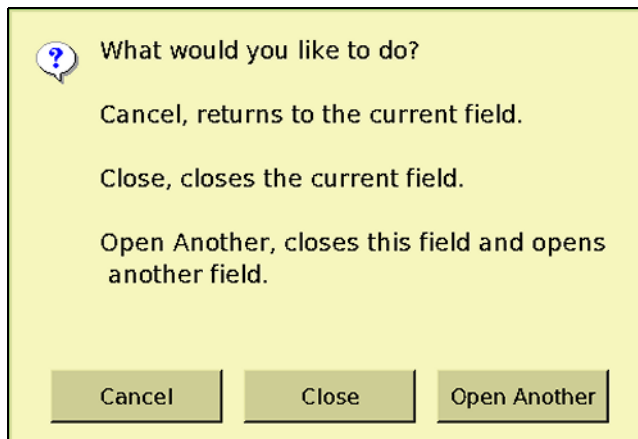 ?
What would you like to do?
Cancel, returns to the current field.
Close, closes the current field.
Open Another, closes this field and opens
another field.
Cancel
Close
Open Another